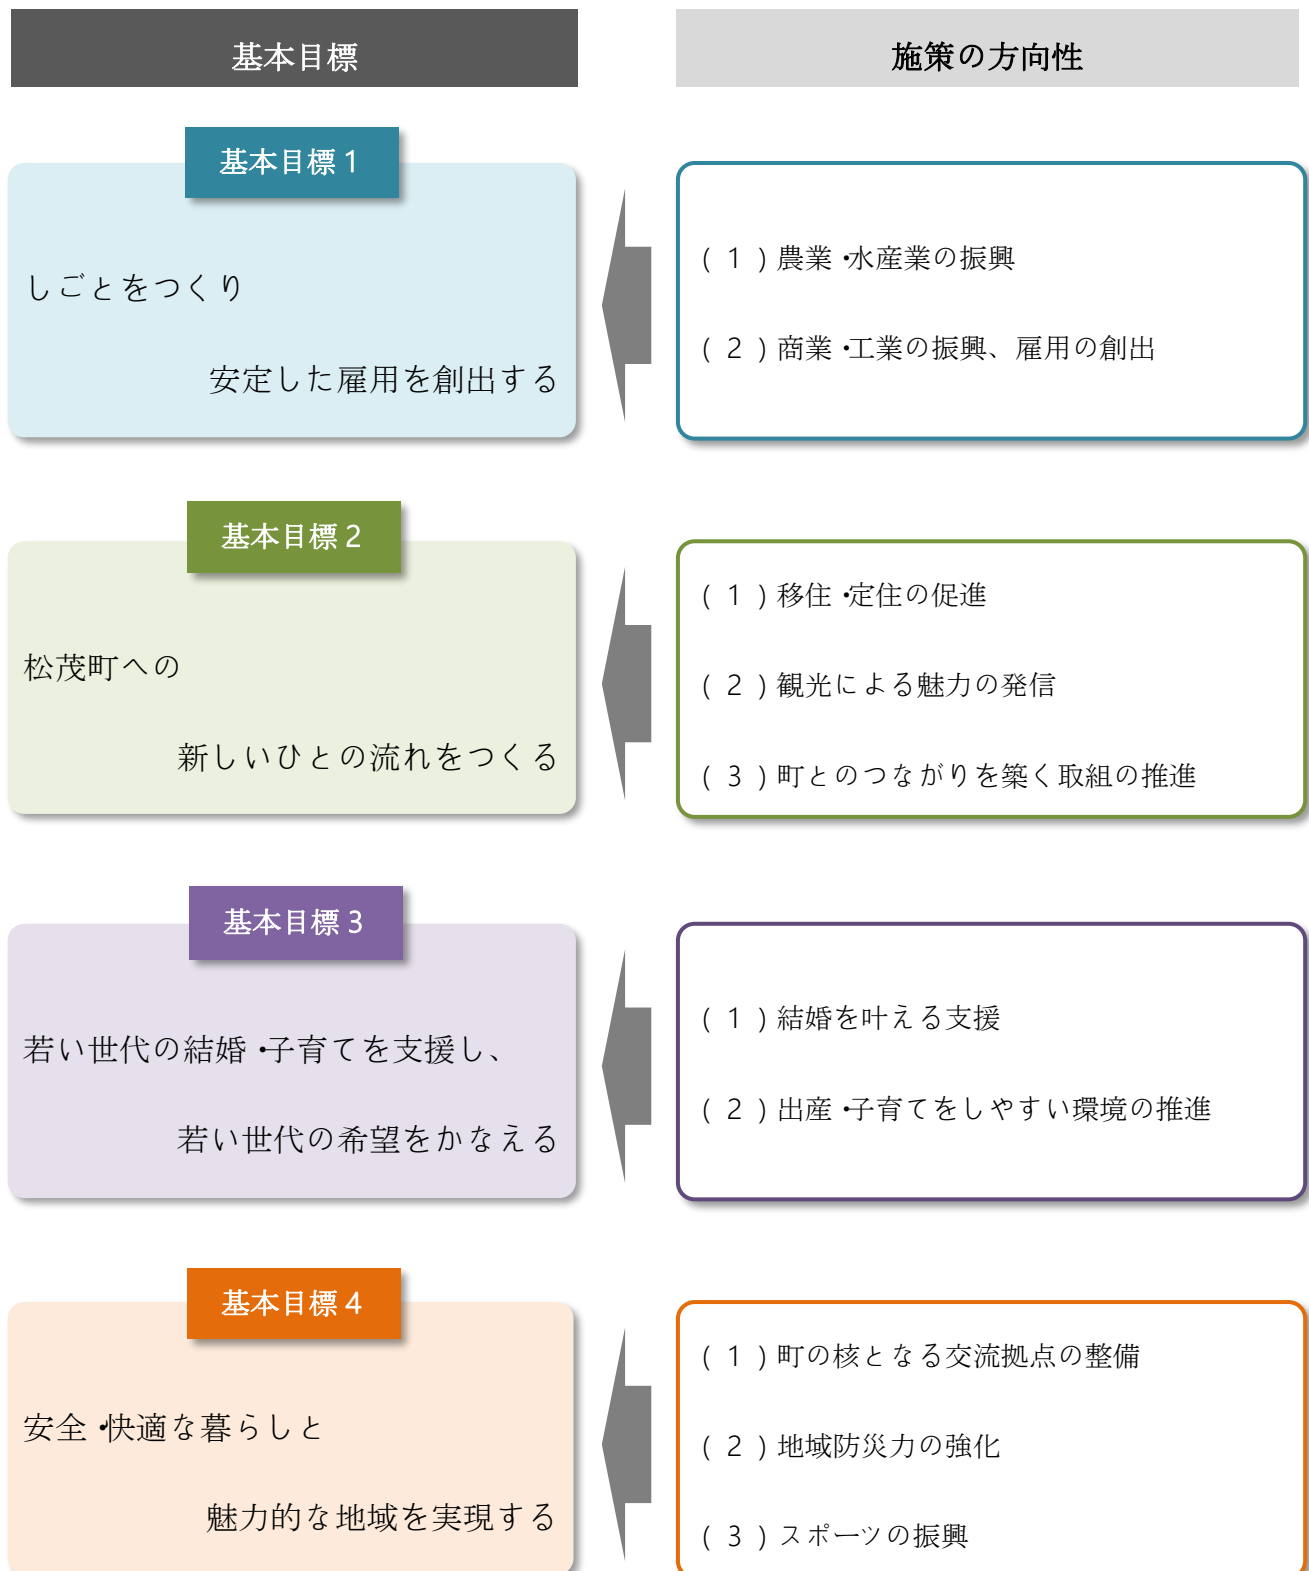 基本目標
施策の方向性
基本目標1
しごとをつくり
安定した雇用を創出する
(1)農業・水産業の振興
(2)商業・工業の振興、雇用の創出
基本目標2
松茂町への
新しいひとの流れをつくる
(1)移住・定住の促進
(2)観光による魅力の発信
(3)町とのつながりを築く取組の推進
基本目標3
若い世代の結婚・子育てを支援し、
若い世代の希望をかなえる
(1)結婚を叶える支援
(2)出産・子育てをしやすい環境の推進
基本目標4
安全・快適な暮らしと
魅力的な地域を実現する
(1)町の核となる交流拠点の整備
(2)地域防災力の強化
(3)スポーツの振興